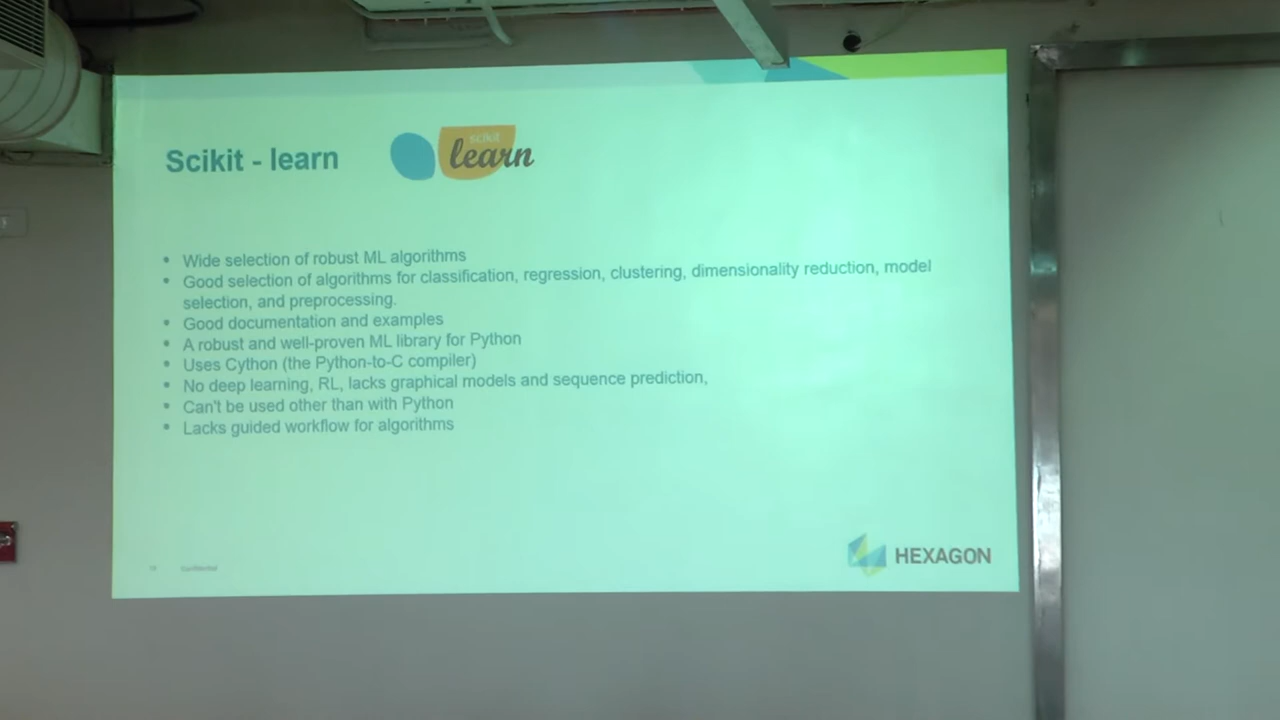 Scikit - learn
scikit
learn
• Wide selection of robust ML algorithms
• Good selection of algorithms for classification, regression, clustering, dimensionality reduction, model
selection, and preprocessing.
• Good documentation and examples
• A robust and well-proven ML library for Python
• Uses Cython (the Python-to-C compiler)
• No deep learning, RL, lacks graphical models and sequence prediction,
• Can't be used other than with Python
• Lacks guided workflow for algorithms
Confidential
HEXAGON